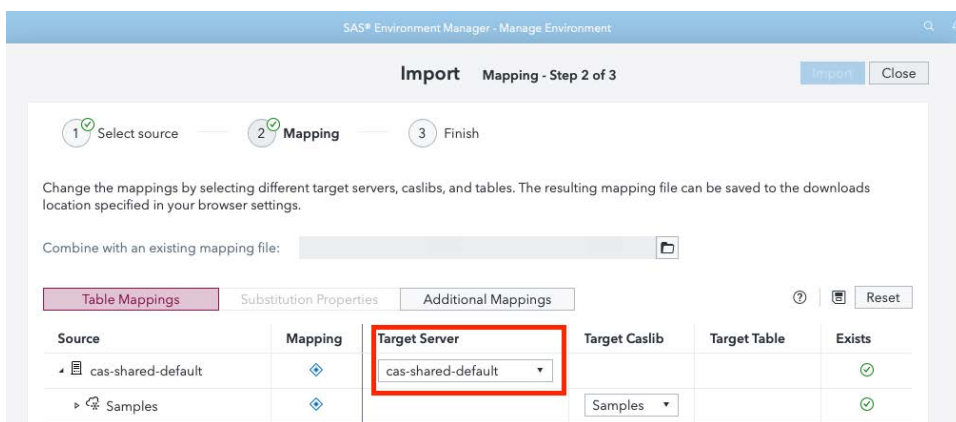 SAS® Environment Manager - Manage Environment
Import Mapping - Step 2 of 3 Import Close
1 Select source 2 Mapping 3 Finish
Change the mappings by selecting different target servers, caslibs, and tables. The resulting mapping file can be saved to the downloads
location specified in your browser settings.
Combine with an existing mapping file:
Table Mappings Substitution Properties Additional Mappings Reset
Source Mapping Target Server Target Caslib Target Table Exists
cas-shared-default cas-shared-default
Samples Samples